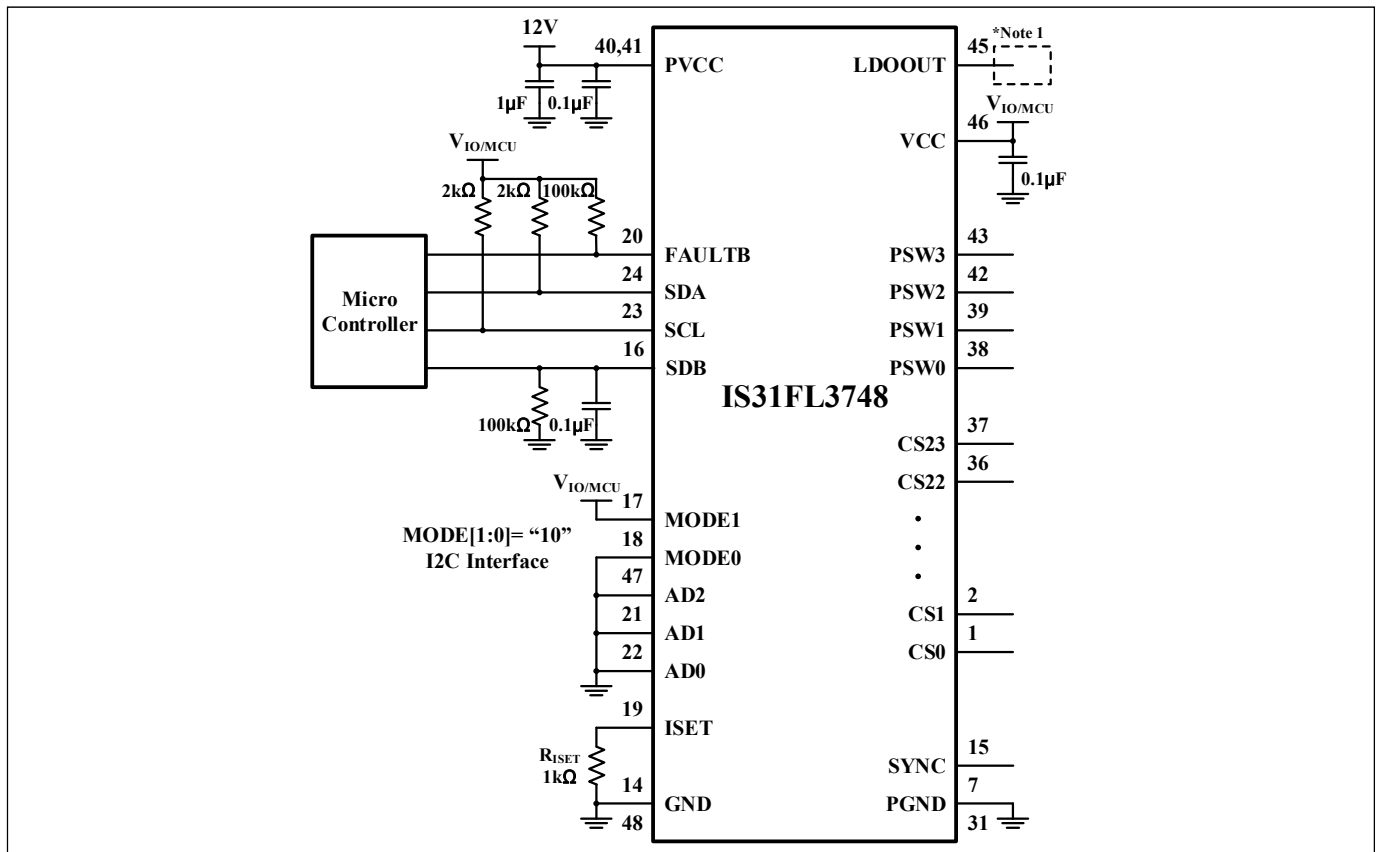 12V
40,41
PVCC
1μF
0.1μF
V_IO/MCU
2kΩ
2kΩ
100kΩ
20
FAULTB
24
SDA
23
SCL
16
SDB
Micro
Controller
100kΩ
0.1μF
V_IO/MCU
17
MODE1
MODE[1:0]= “10”
I2C Interface
18
MODE0
47
AD2
21
AD1
22
AD0
19
ISET
R_ISET
1kΩ
14
GND
48
IS31FL3748
*Note 1
45
LDOOUT
V_IO/MCU
46
VCC
0.1μF
43
PSW3
42
PSW2
39
PSW1
38
PSW0
37
CS23
36
CS22
2
CS1
1
CS0
15
SYNC
7
PGND
31